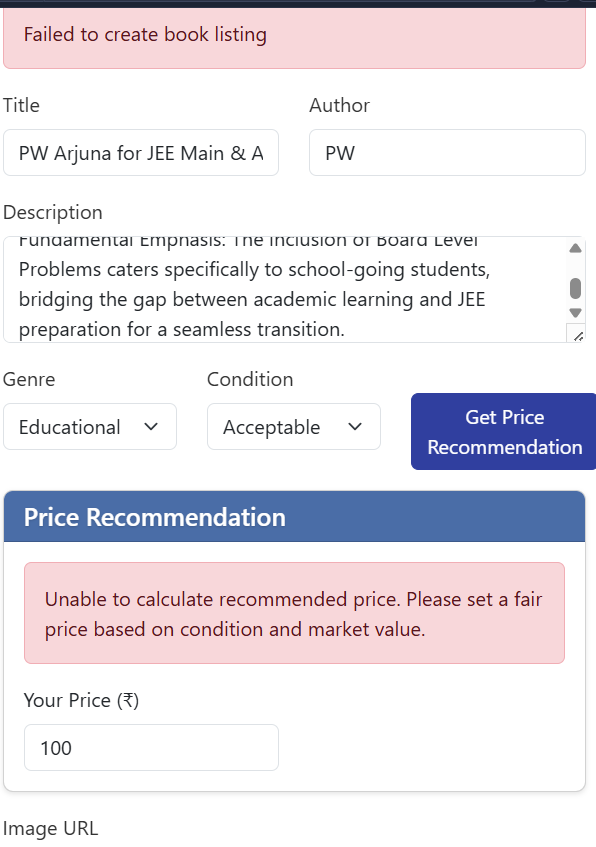 Failed to create book listing
Title
Author
PW Arjuna for JEE Main & A
PW
Description
Fundamental Emphasis: The inclusion of Board Level
Problems caters specifically to school-going students,
bridging the gap between academic learning and JEE
preparation for a seamless transition.
Genre
Condition
Educational
Acceptable
Get Price
Recommendation
Price Recommendation
Unable to calculate recommended price. Please set a fair
price based on condition and market value.
Your Price (₹)
100
Image URL